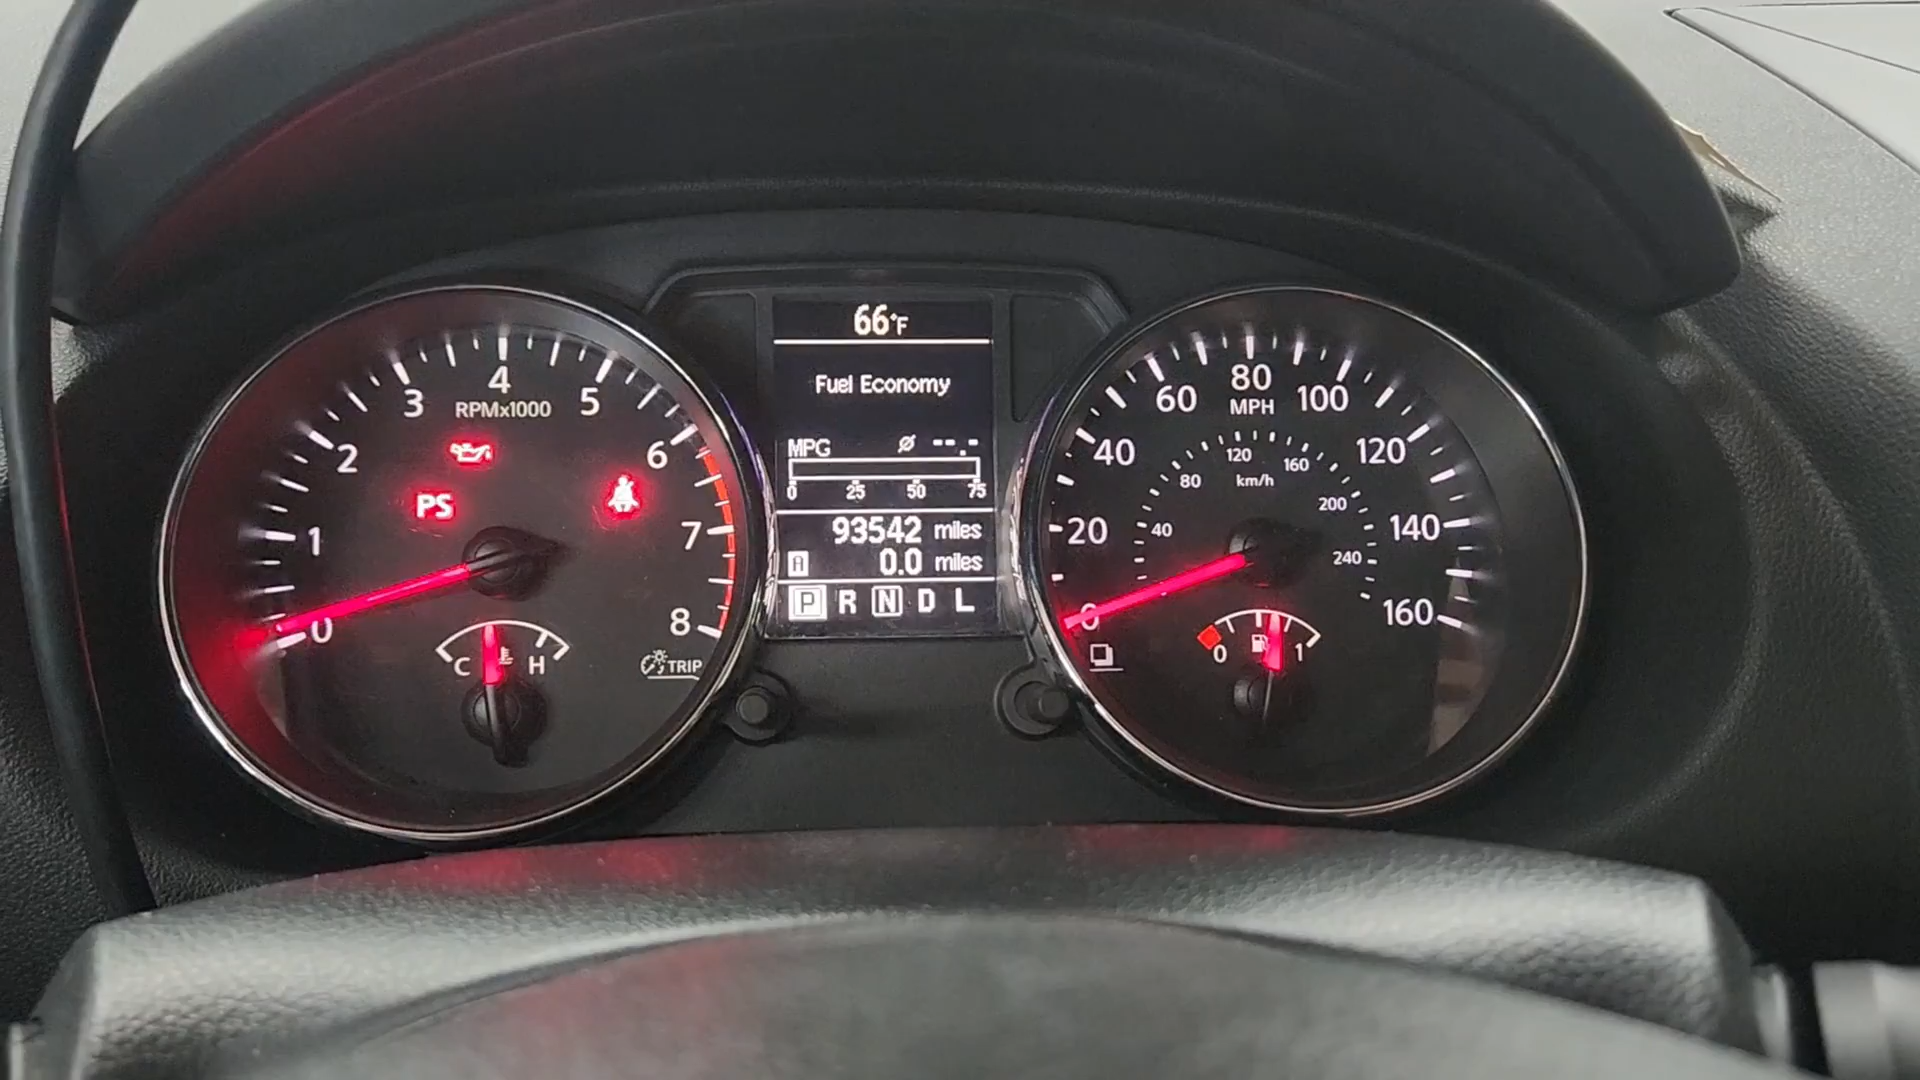 66°F
Fuel Economy
MPG ø --.-
0 25 50 75
93542 miles
A 0.0 miles
P R N D L
0 1 2 3 4 5 6 7 8
RPMx1000
PS
C H
TRIP
0 20 40 60 80 100 120 140 160
MPH
40 80 120 160 200 240
km/h
0 1